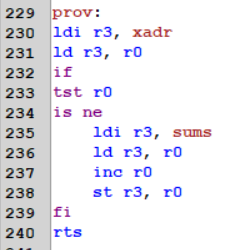 229 prov:
230 ldi r3, xadr
231 ld r3, r0
232 if
233 tst r0
234 is ne
235     ldi r3, sums
236     ld r3, r0
237     inc r0
238     st r3, r0
239 fi
240 rts